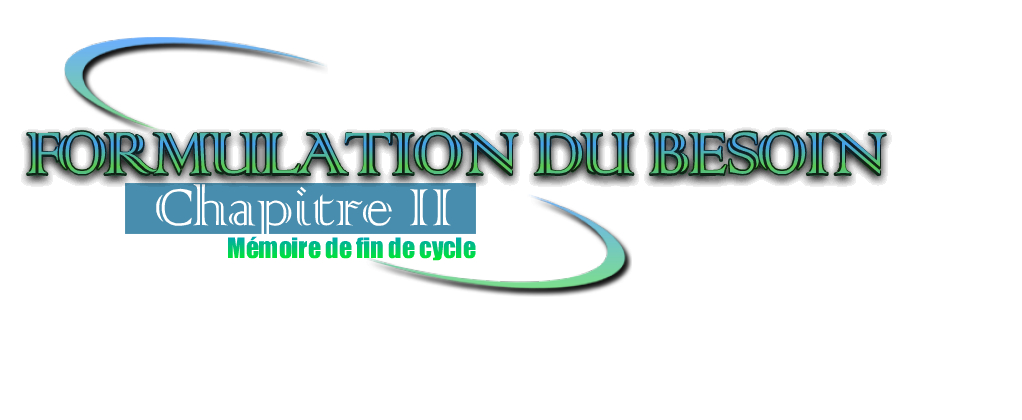 FORMULATION DU BESOIN
Chapitre II
Mémoire de fin de cycle